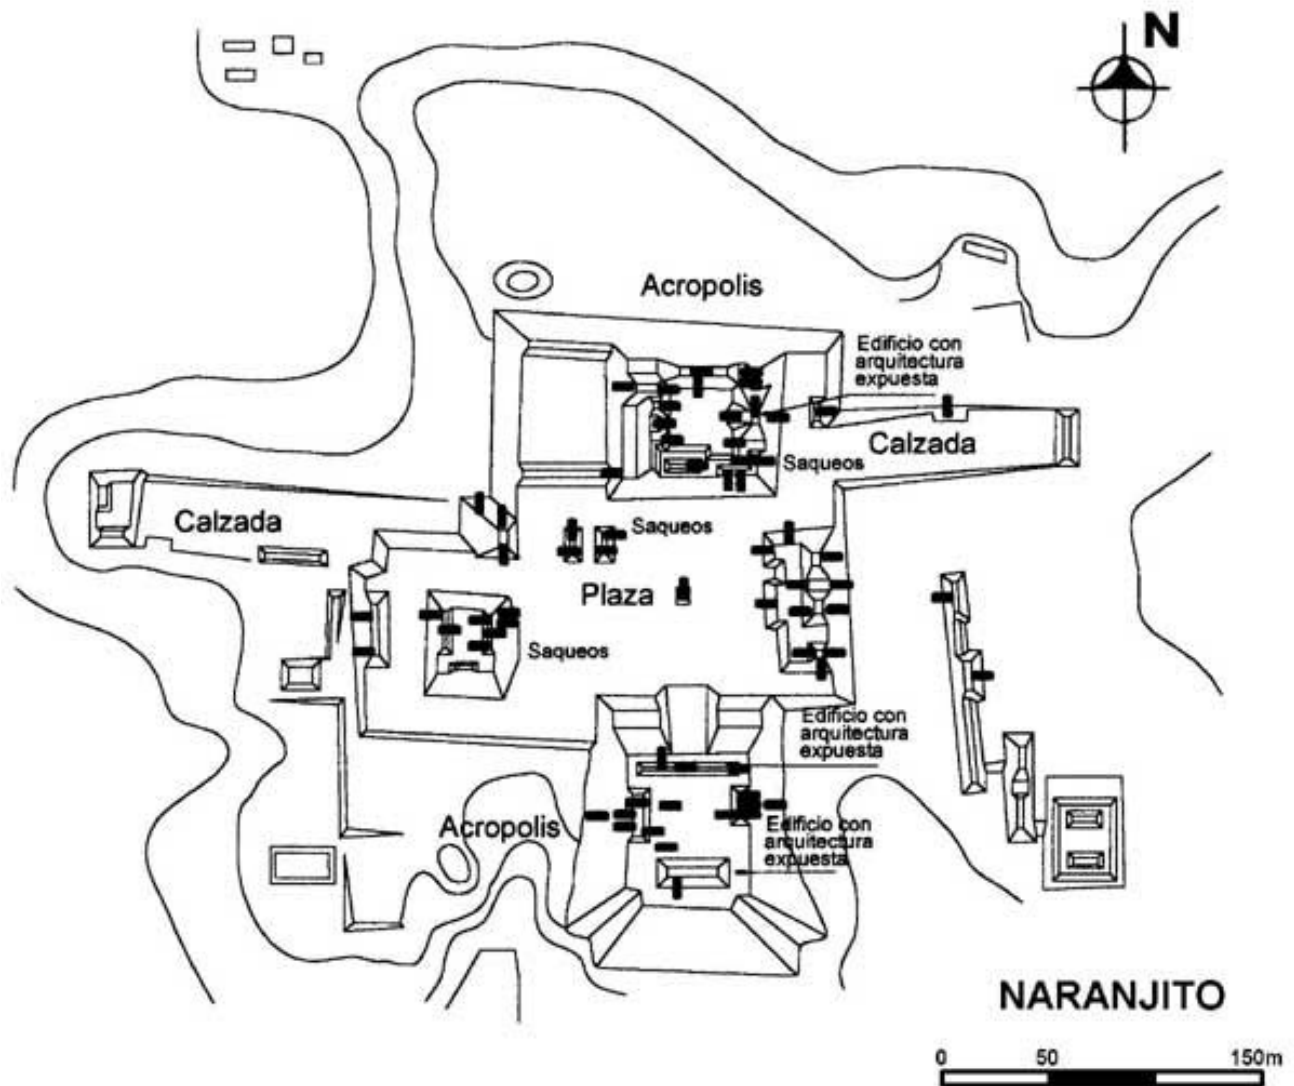 N
Acropolis
Edificio con
arquitectura
expuesta
Calzada
Saqueos
Calzada
Saqueos
Plaza
Saqueos
Edificio con
arquitectura
expuesta
Acropolis
Edificio con
arquitectura
expuesta
NARANJITO
0 50 150m